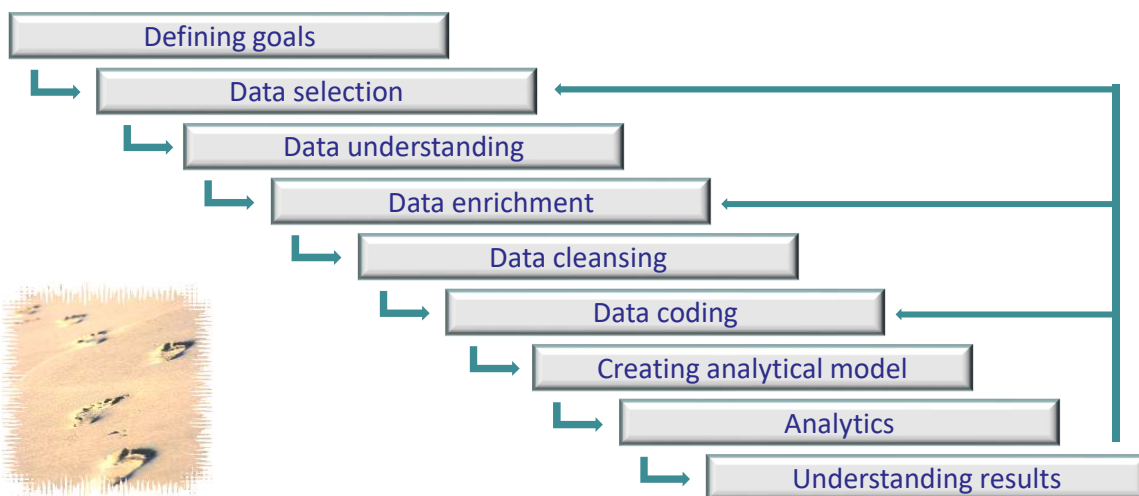 Defining goals
Data selection
Data understanding
Data enrichment
Data cleansing
Data coding
Creating analytical model
Analytics
Understanding results